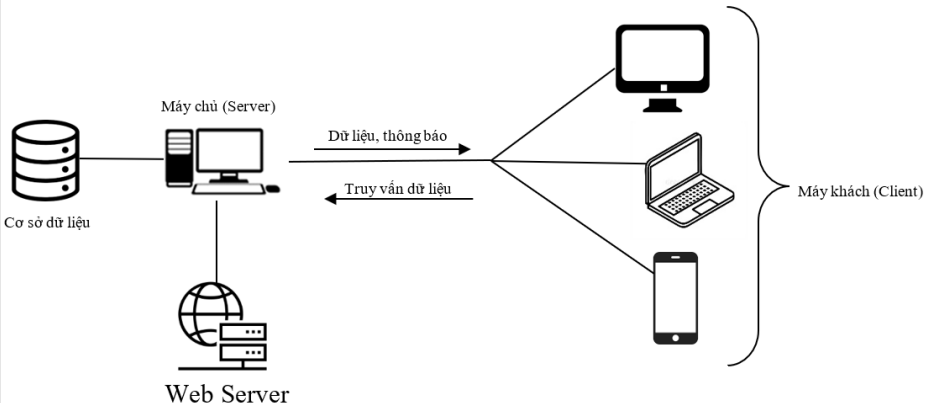 Máy chủ (Server)
Dữ liệu, thông báo
Truy vấn dữ liệu
Máy khách (Client)
Cơ sở dữ liệu
Web Server